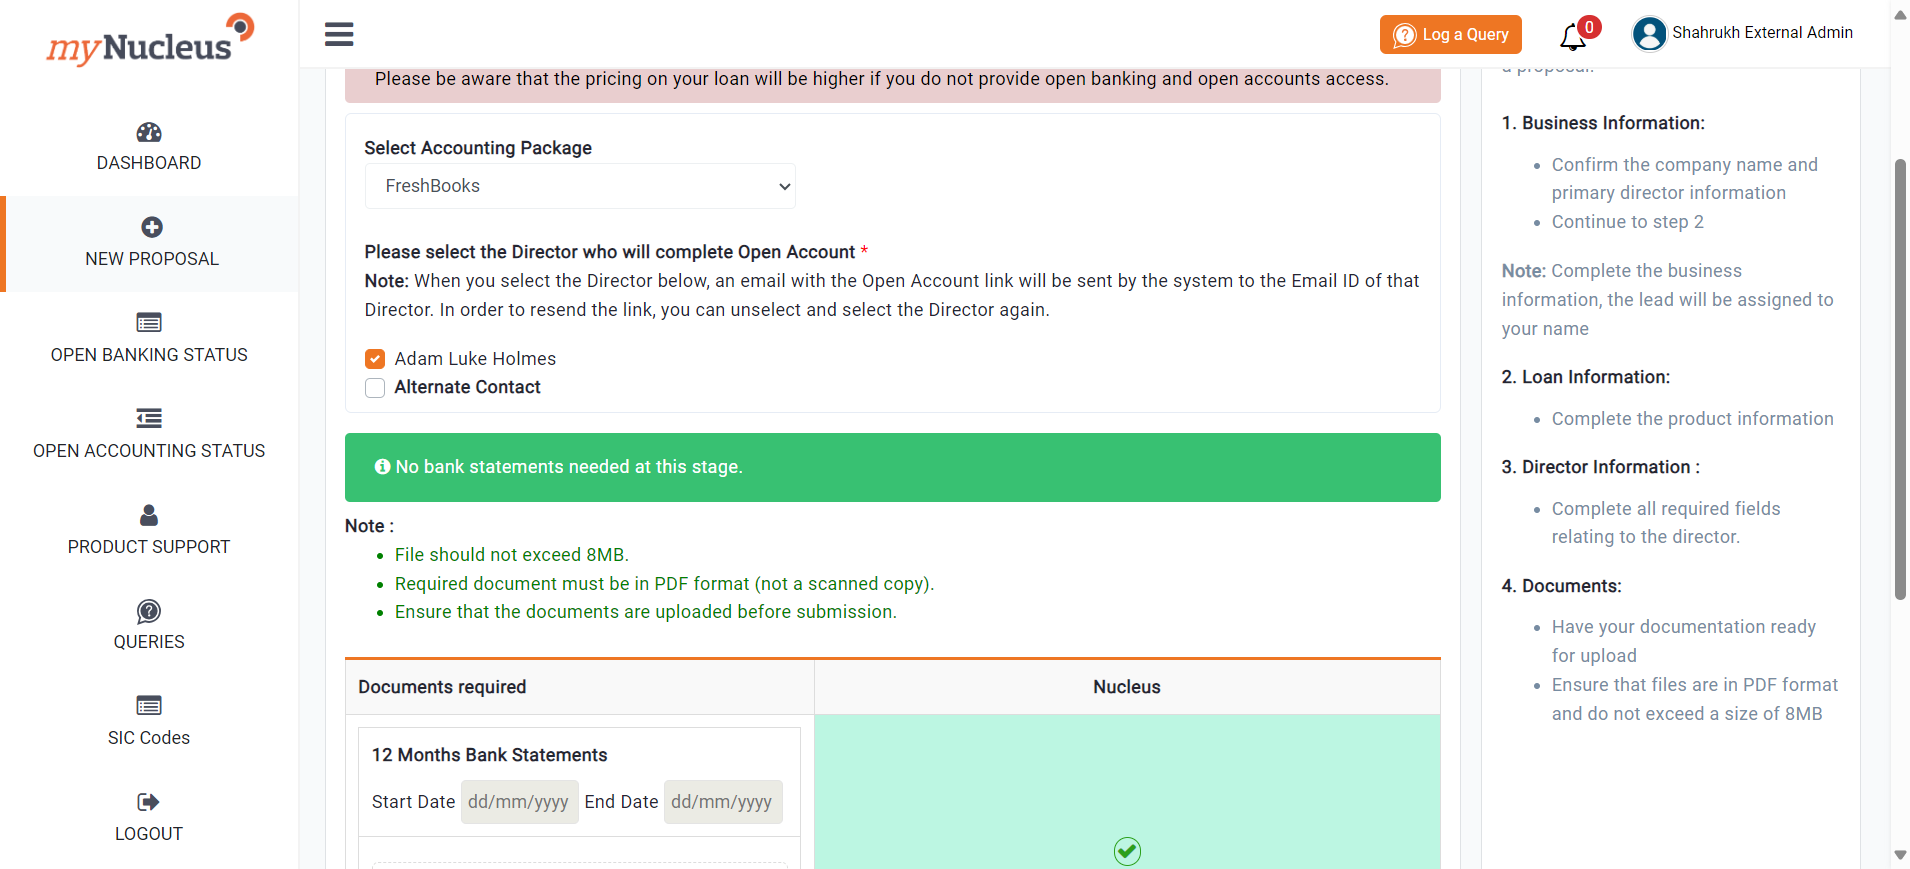 myNucleus
Log a Query
0
Shahrukh External Admin
DASHBOARD
NEW PROPOSAL
OPEN BANKING STATUS
OPEN ACCOUNTING STATUS
PRODUCT SUPPORT
QUERIES
SIC Codes
LOGOUT
Please be aware that the pricing on your loan will be higher if you do not provide open banking and open accounts access.
Select Accounting Package
FreshBooks
Please select the Director who will complete Open Account *
Note: When you select the Director below, an email with the Open Account link will be sent by the system to the Email ID of that
Director. In order to resend the link, you can unselect and select the Director again.
Adam Luke Holmes
Alternate Contact
No bank statements needed at this stage.
Note :
File should not exceed 8MB.
Required document must be in PDF format (not a scanned copy).
Ensure that the documents are uploaded before submission.
Documents required
Nucleus
12 Months Bank Statements
Start Date dd/mm/yyyy End Date dd/mm/yyyy
a proposal.
1. Business Information:
Confirm the company name and
primary director information
Continue to step 2
Note: Complete the business
information, the lead will be assigned to
your name
2. Loan Information:
Complete the product information
3. Director Information :
Complete all required fields
relating to the director.
4. Documents:
Have your documentation ready
for upload
Ensure that files are in PDF format
and do not exceed a size of 8MB